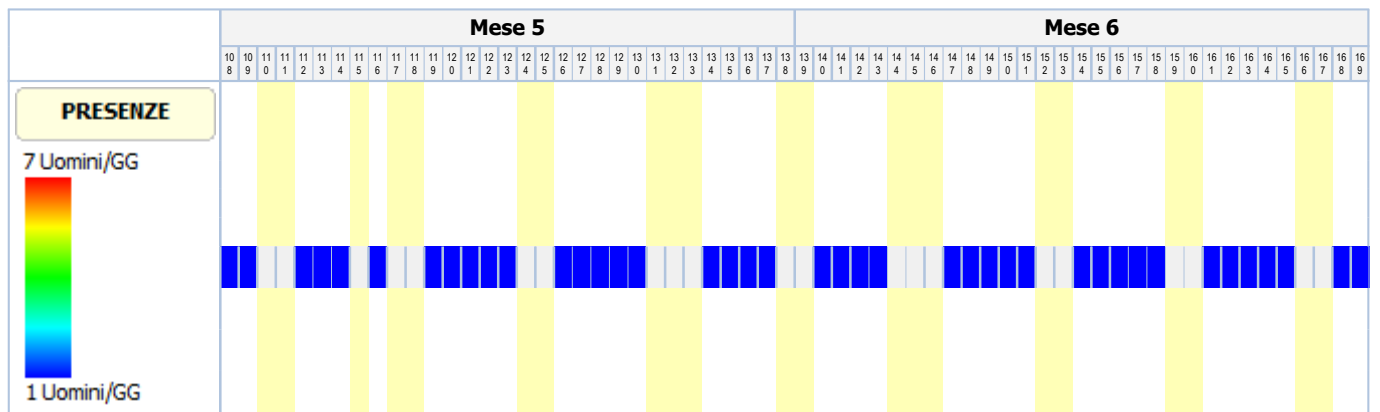 Mese 5 Mese 6
108 109 110 111 112 113 114 115 116 117 118 119 120 121 122 123 124 125 126 127 128 129 130 131 132 133 134 135 136 137 138 139 140 141 142 143 144 145 146 147 148 149 150 151 152 153 154 155 156 157 158 159 160 161 162 163 164 165 166 167 168 169
PRESENZE
7 Uomini/GG
1 Uomini/GG